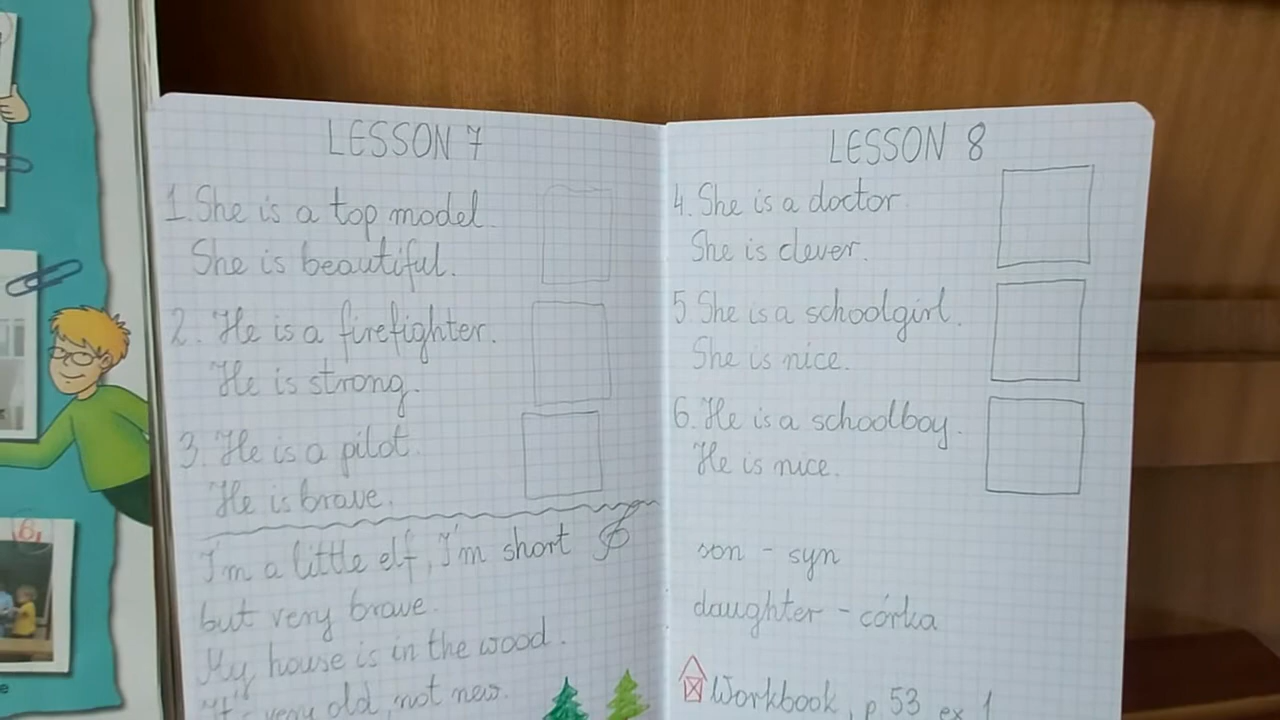 LESSON 7
1. She is a top model.
She is beautiful.
2. He is a firefighter.
He is strong.
3. He is a pilot.
He is brave.
I'm a little elf, I'm short
but very brave.
My house is in the wood.
It's very old, not new.
LESSON 8
4. She is a doctor.
She is clever.
5. She is a schoolgirl.
She is nice.
6. He is a schoolboy.
He is nice.
son - syn
daughter - córka
Workbook, p. 53 ex 1
6